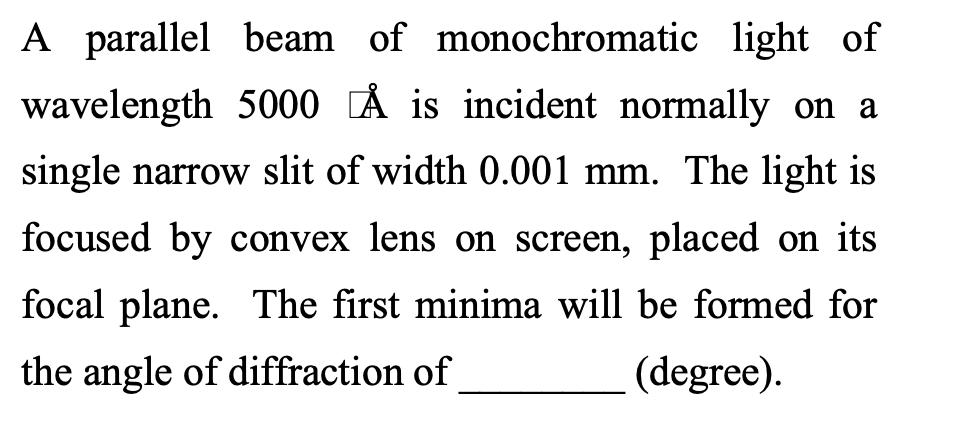 A parallel beam of monochromatic light of
wavelength 5000 □Å is incident normally on a
single narrow slit of width 0.001 mm. The light is
focused by convex lens on screen, placed on its
focal plane. The first minima will be formed for
the angle of diffraction of ________ (degree).